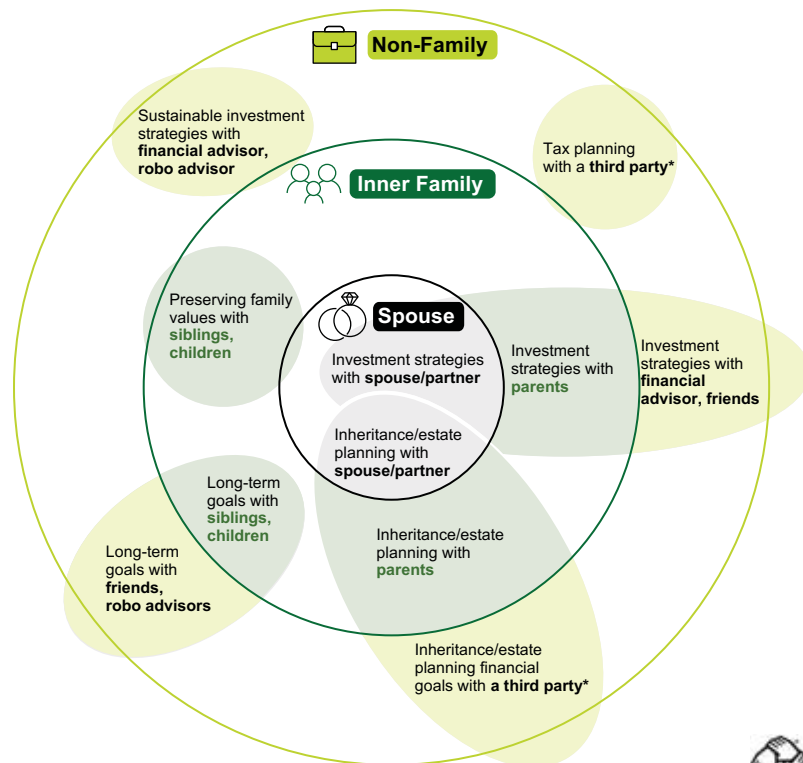 Non-Family
Sustainable investment
strategies with
financial advisor,
robo advisor
Tax planning
with a third party*
Inner Family
Preserving family
values with
siblings,
children
Spouse
Investment strategies
with spouse/partner
Investment
strategies with
parents
Investment
strategies with
financial
advisor, friends
Inheritance/estate
planning with
spouse/partner
Long-term
goals with
siblings,
children
Long-term
goals with
friends,
robo advisors
Inheritance/estate
planning with
parents
Inheritance/estate
planning financial
goals with a third party*